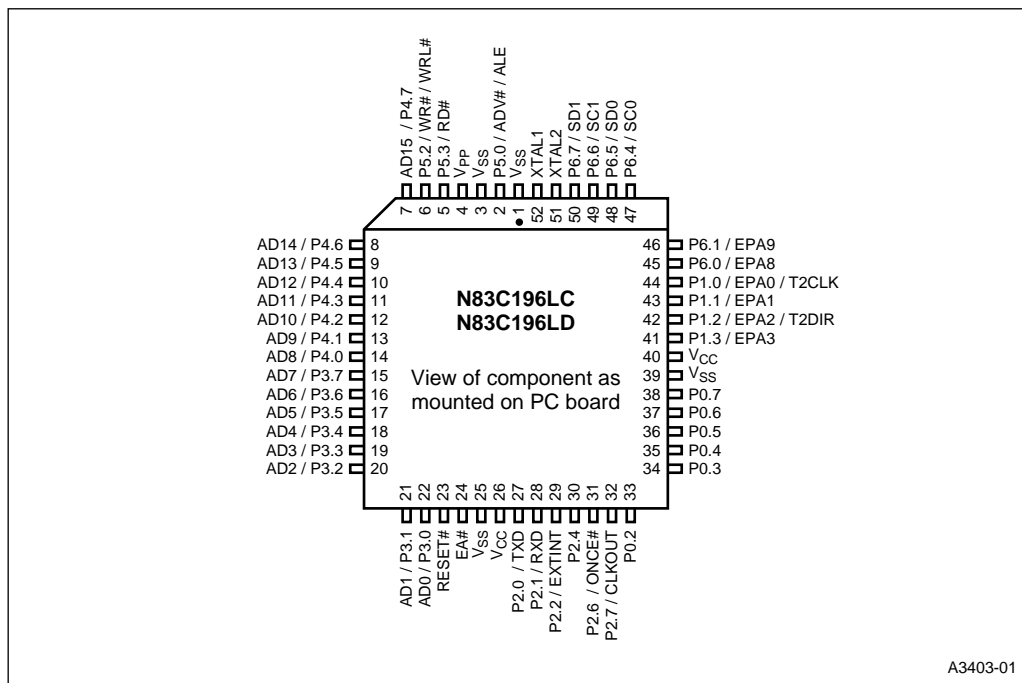 AD15 / P4.7
P5.2 / WR# / WRL#
P5.3 / RD#
VPP
VSS
P5.0 / ADV# / ALE
VSS
XTAL1
XTAL2
P6.7 / SD1
P6.6 / SC1
P6.5 / SD0
P6.4 / SC0
7 6 5 4 3 2 1 52 51 50 49 48 47
AD14 / P4.6 8
AD13 / P4.5 9
AD12 / P4.4 10
AD11 / P4.3 11
AD10 / P4.2 12
AD9 / P4.1 13
AD8 / P4.0 14
AD7 / P3.7 15
AD6 / P3.6 16
AD5 / P3.5 17
AD4 / P3.4 18
AD3 / P3.3 19
AD2 / P3.2 20
N83C196LC
N83C196LD
View of component as
mounted on PC board
46 P6.1 / EPA9
45 P6.0 / EPA8
44 P1.0 / EPA0 / T2CLK
43 P1.1 / EPA1
42 P1.2 / EPA2 / T2DIR
41 P1.3 / EPA3
40 VCC
39 VSS
38 P0.7
37 P0.6
36 P0.5
35 P0.4
34 P0.3
21 22 23 24 25 26 27 28 29 30 31 32 33
AD1 / P3.1
AD0 / P3.0
RESET#
EA#
VSS
VCC
P2.0 / TXD
P2.1 / RXD
P2.2 / EXTINT
P2.4
P2.6 / ONCE#
P2.7 / CLKOUT
P0.2
A3403-01